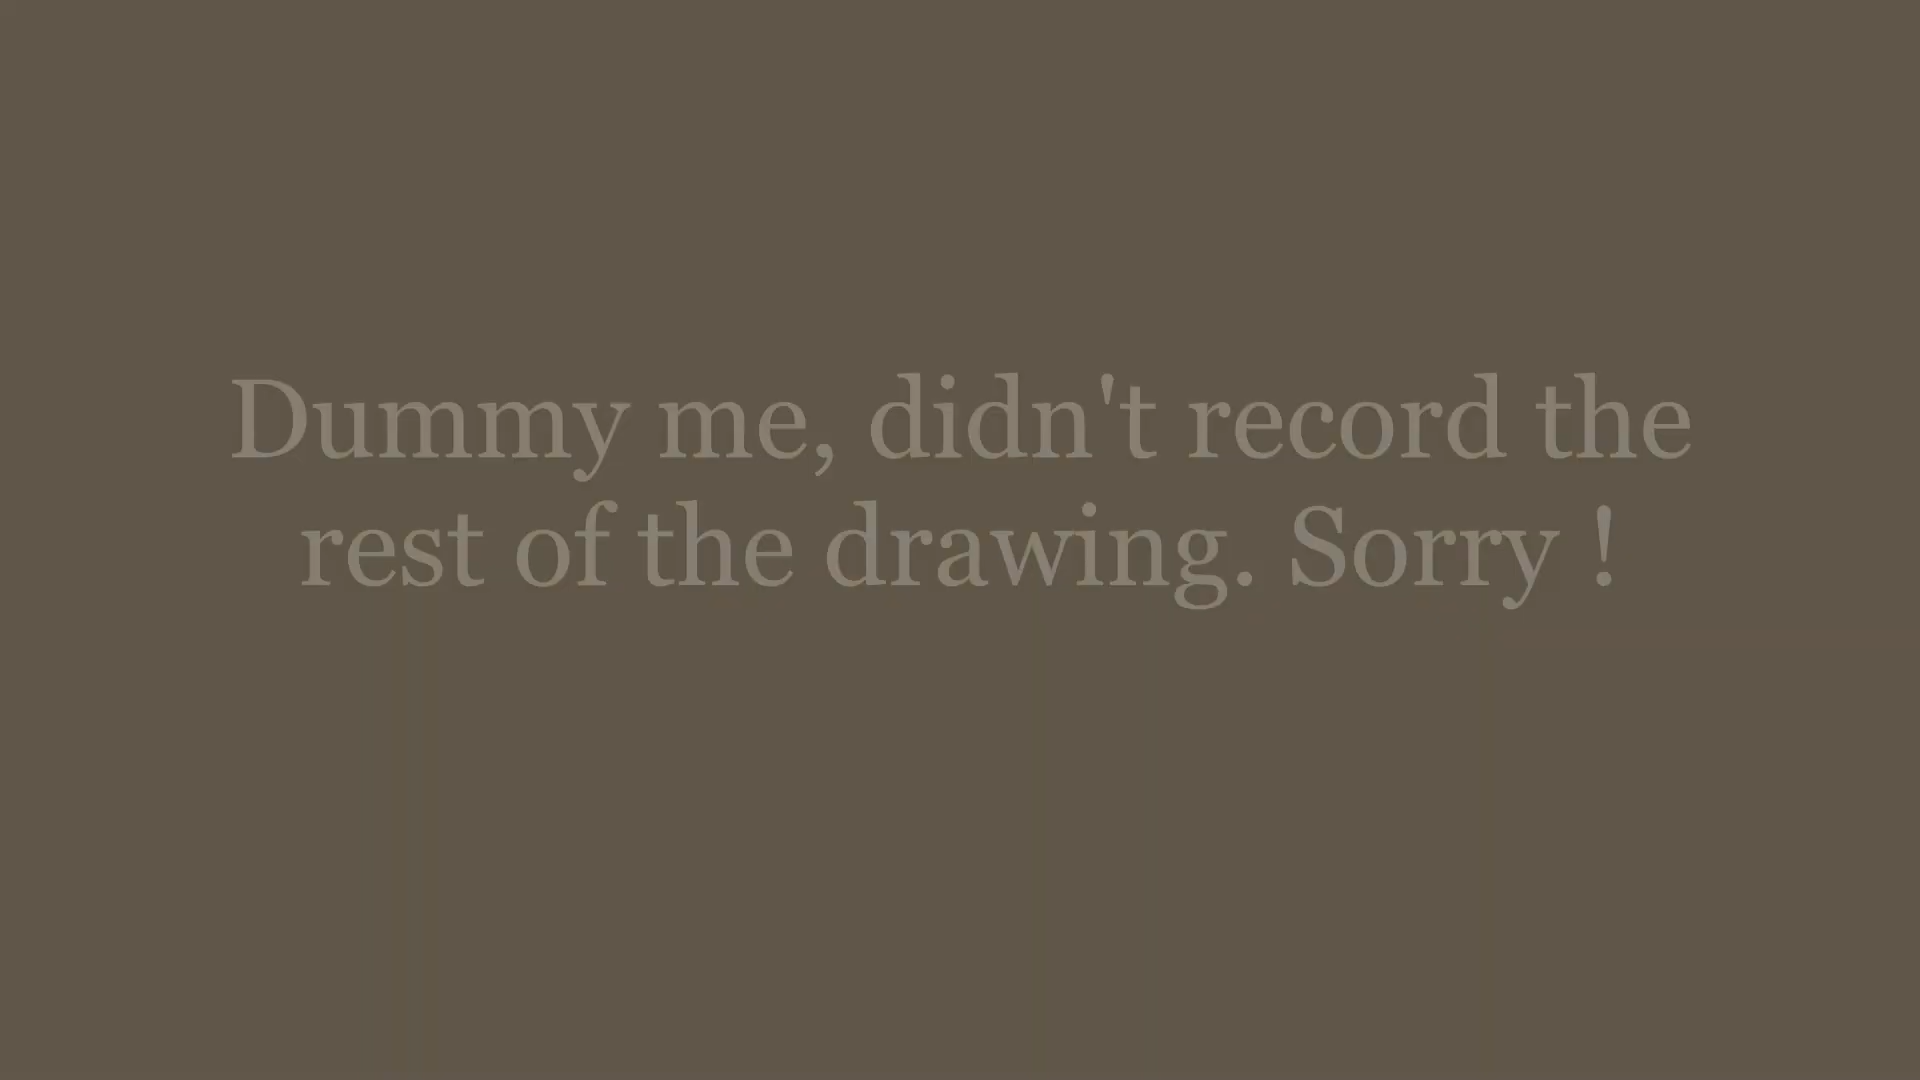 Dummy me, didn't record the
rest of the drawing. Sorry !